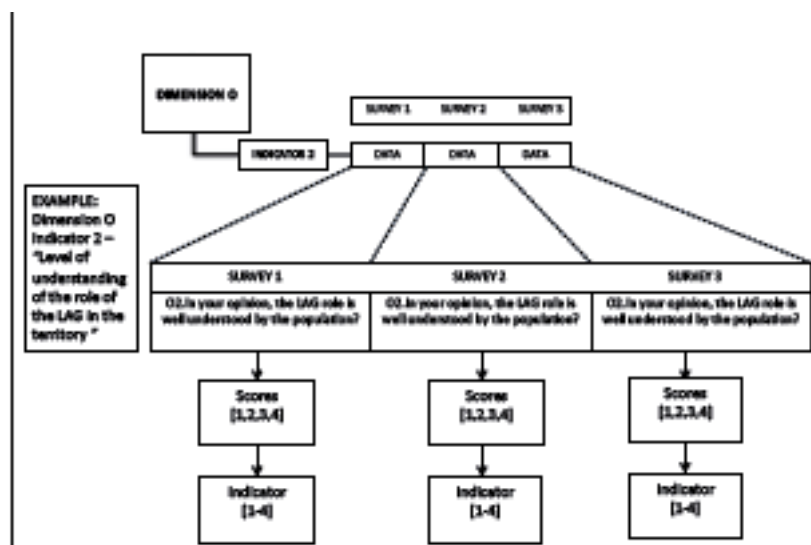 DIMENSION O
SURVEY 1 SURVEY 2 SURVEY 3
INDICATOR 2 DATA DATA DATA
EXAMPLE:
Dimension O
Indicator 2 –
"Level of
understanding
of the role of
the LAG in the
territory "
SURVEY 1 SURVEY 2 SURVEY 3
O2.In your opinion, the LAG role is
well understood by the population?
O2.In your opinion, the LAG role is
well understood by the population?
O2.In your opinion, the LAG role is
well understood by the population?
Scores
[1,2,3,4]
Scores
[1,2,3,4]
Scores
[1,2,3,4]
Indicator
[1-4]
Indicator
[1-4]
Indicator
[1-4]